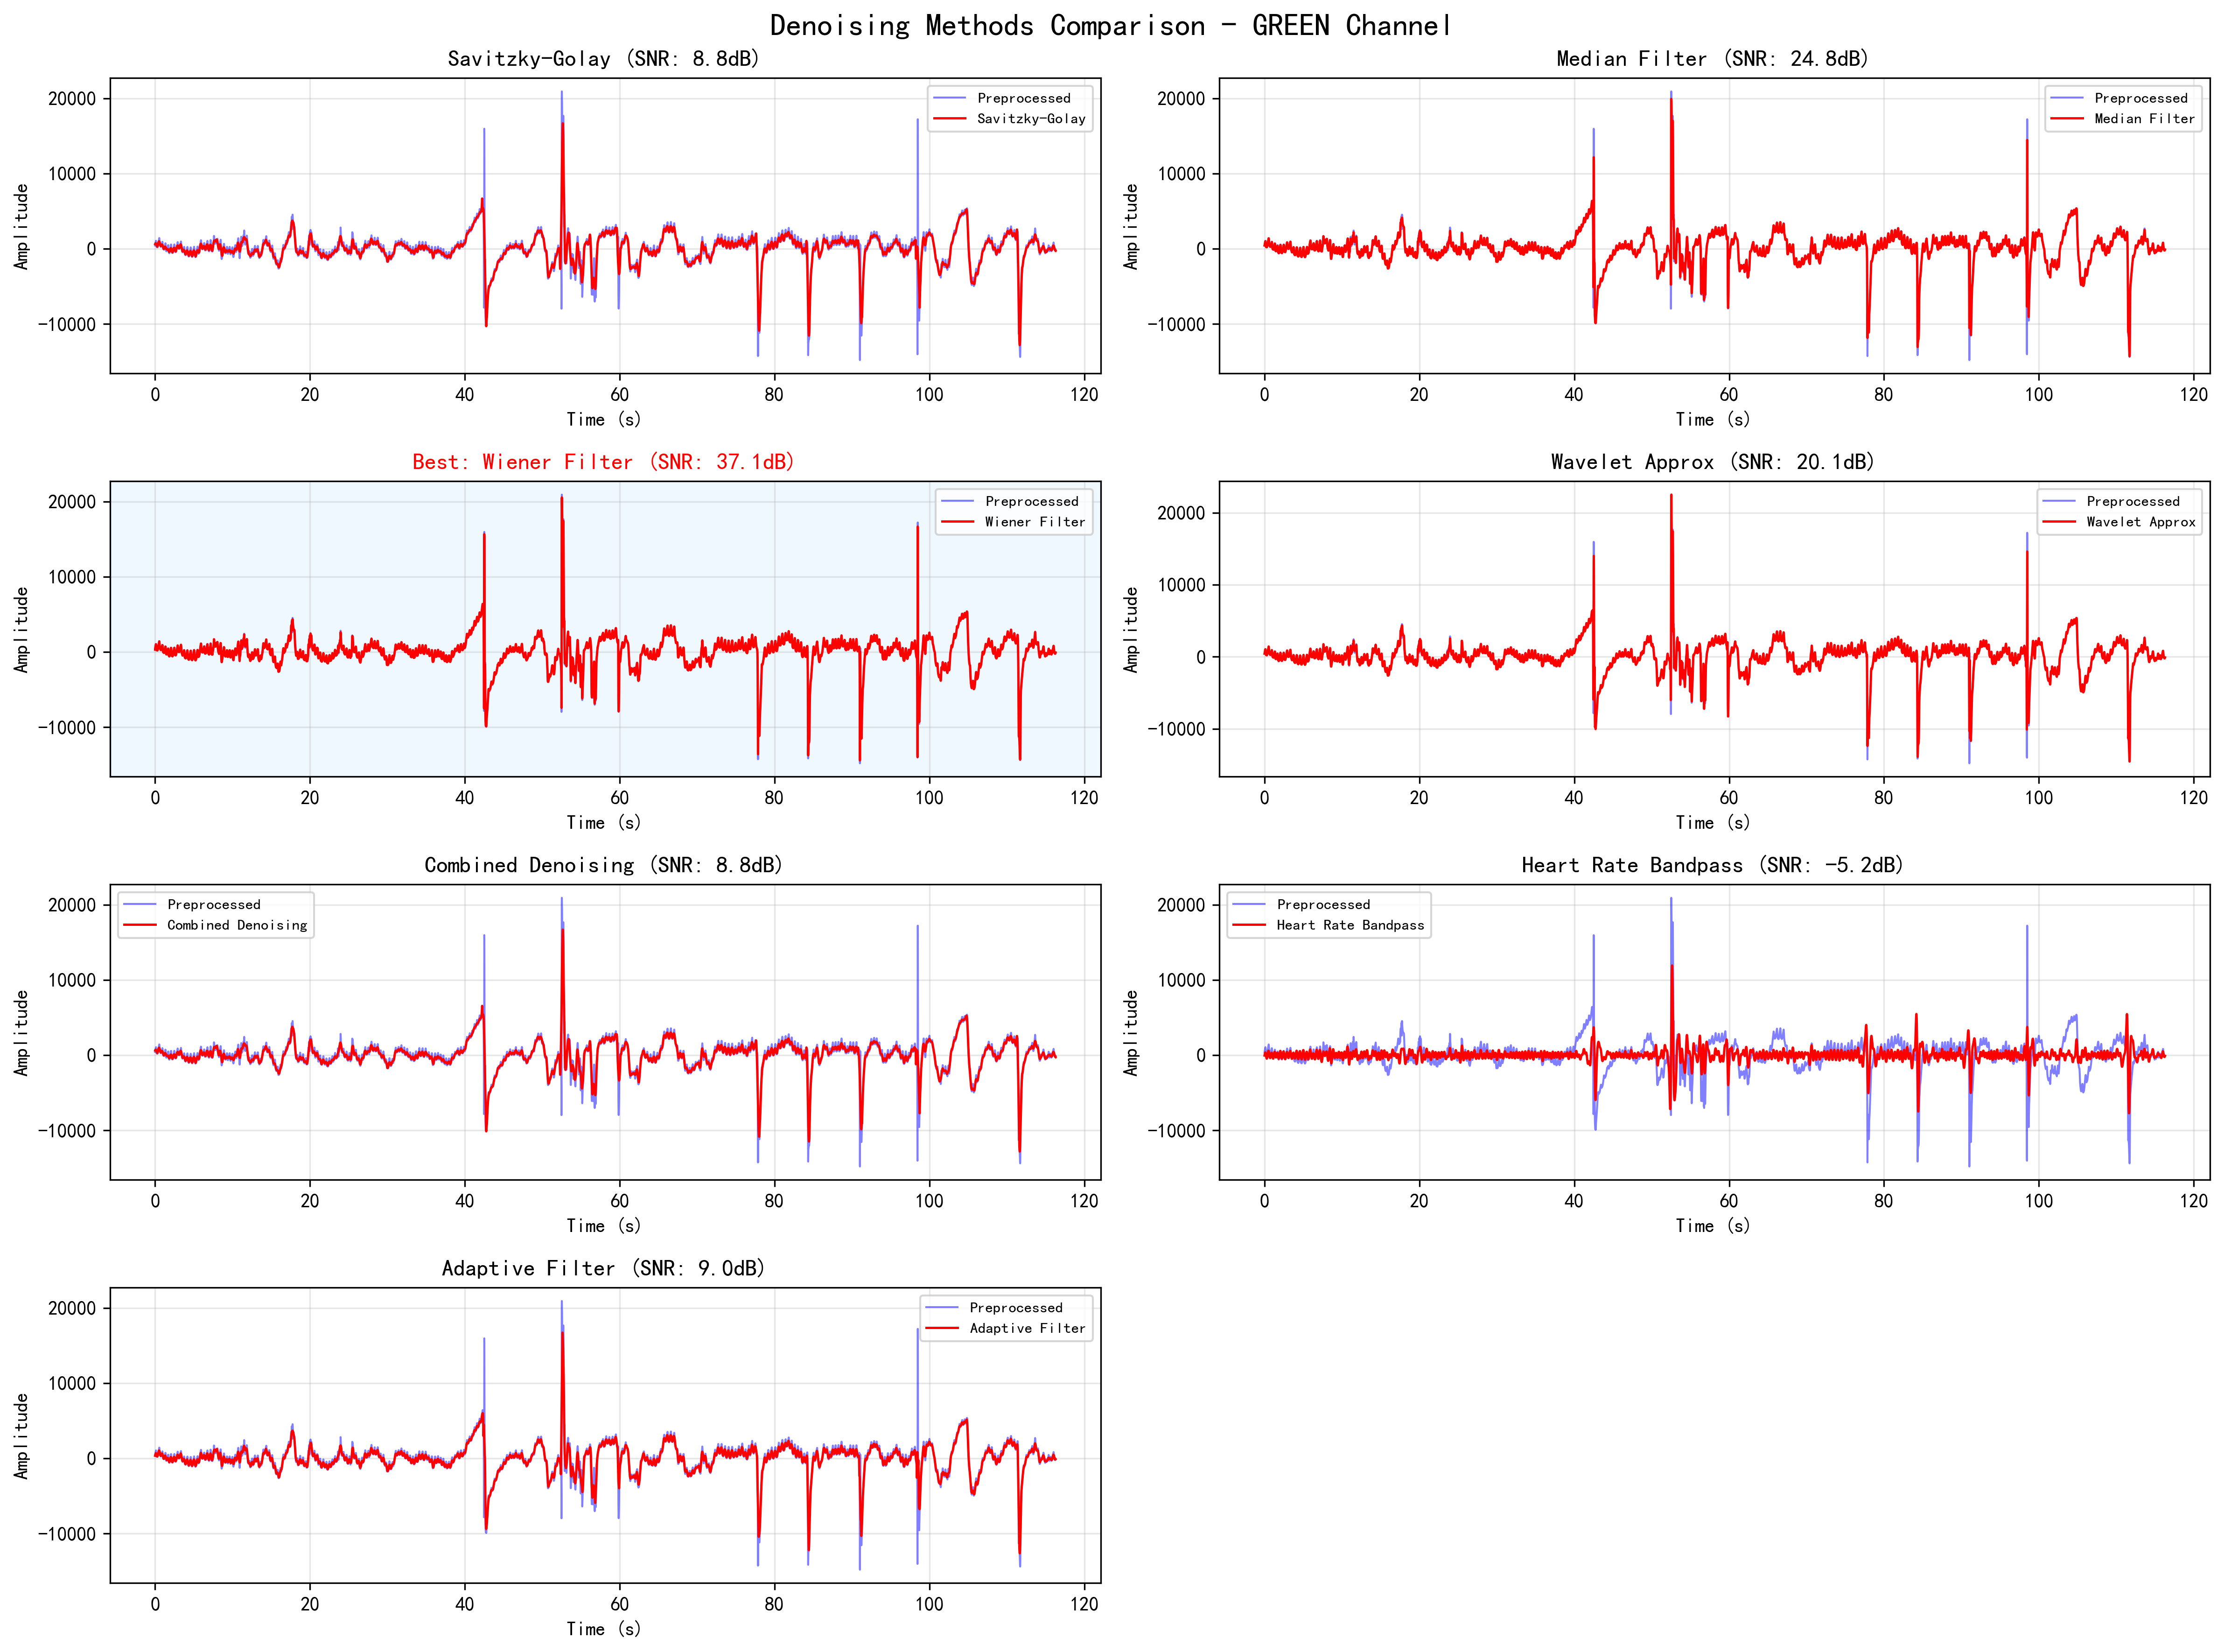 Denoising Methods Comparison - GREEN Channel
Savitzky-Golay (SNR: 8.8dB)
Amplitude
20000
10000
0
-10000
Preprocessed
Savitzky-Golay
0 20 40 60 80 100 120
Time (s)
Median Filter (SNR: 24.8dB)
Amplitude
20000
10000
0
-10000
Preprocessed
Median Filter
0 20 40 60 80 100 120
Time (s)
Best: Wiener Filter (SNR: 37.1dB)
Amplitude
20000
10000
0
-10000
Preprocessed
Wiener Filter
0 20 40 60 80 100 120
Time (s)
Wavelet Approx (SNR: 20.1dB)
Amplitude
20000
10000
0
-10000
Preprocessed
Wavelet Approx
0 20 40 60 80 100 120
Time (s)
Combined Denoising (SNR: 8.8dB)
Amplitude
20000
10000
0
-10000
Preprocessed
Combined Denoising
0 20 40 60 80 100 120
Time (s)
Heart Rate Bandpass (SNR: -5.2dB)
Amplitude
20000
10000
0
-10000
Preprocessed
Heart Rate Bandpass
0 20 40 60 80 100 120
Time (s)
Adaptive Filter (SNR: 9.0dB)
Amplitude
20000
10000
0
-10000
Preprocessed
Adaptive Filter
0 20 40 60 80 100 120
Time (s)